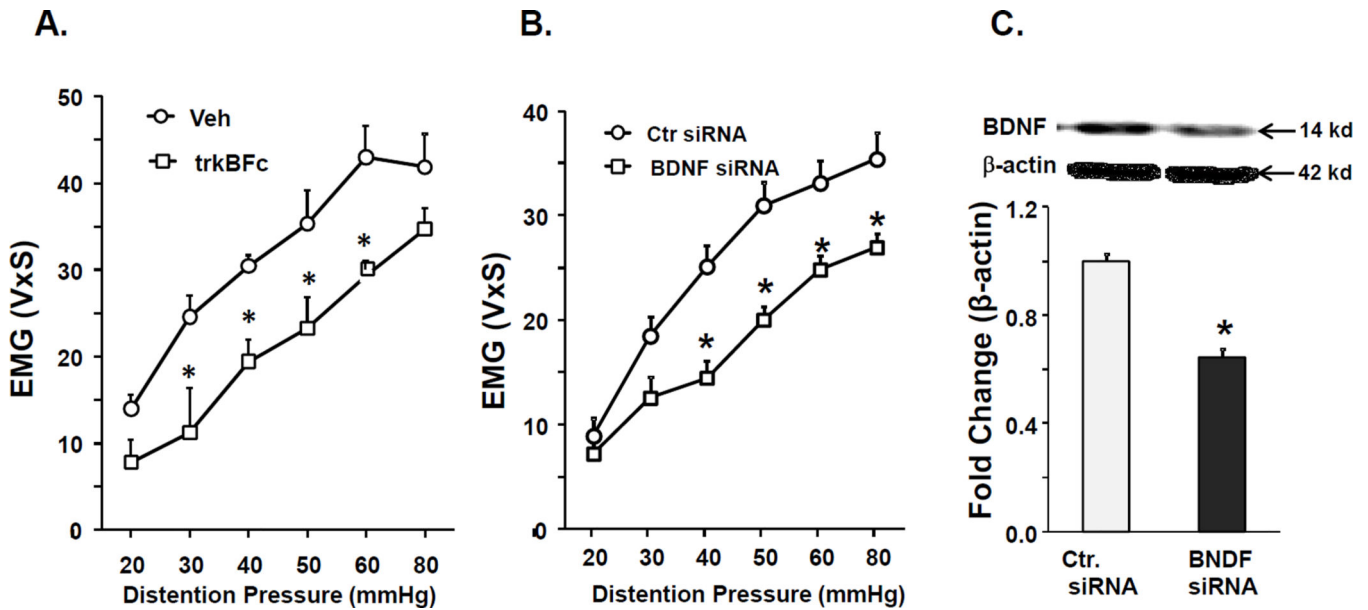 A.
EMG (VxS)
50
40
30
20
10
0
Veh
trkBFc
*
*
*
*
20 30 40 50 60 80
Distention Pressure (mmHg)
B.
EMG (VxS)
40
30
20
10
0
Ctr siRNA
BDNF siRNA
*
*
*
*
20 30 40 50 60 80
Distention Pressure (mmHg)
C.
BDNF 14 kd
β-actin 42 kd
Fold Change (β-actin)
1.2
0.8
0.4
0.0
*
Ctr. siRNA
BNDF siRNA